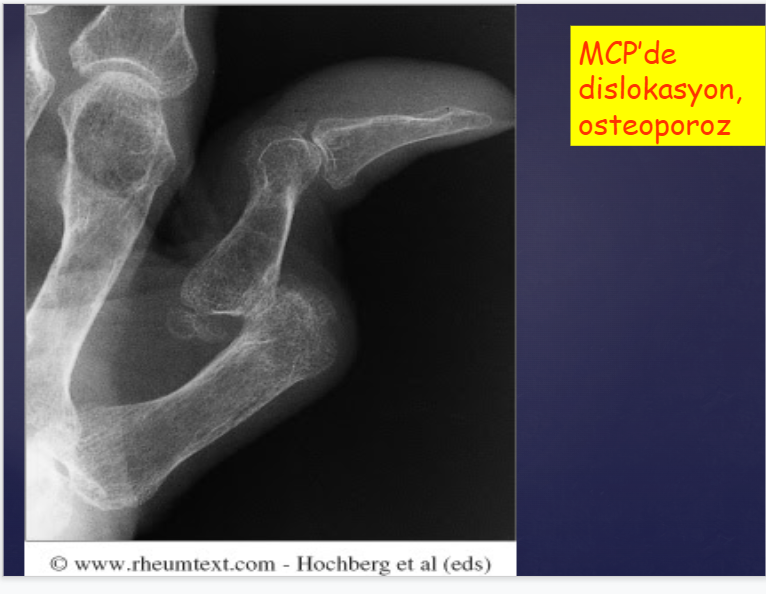 MCP'de
dislokasyon,
osteoporoz
© www.rheumtext.com - Hochberg et al (eds)